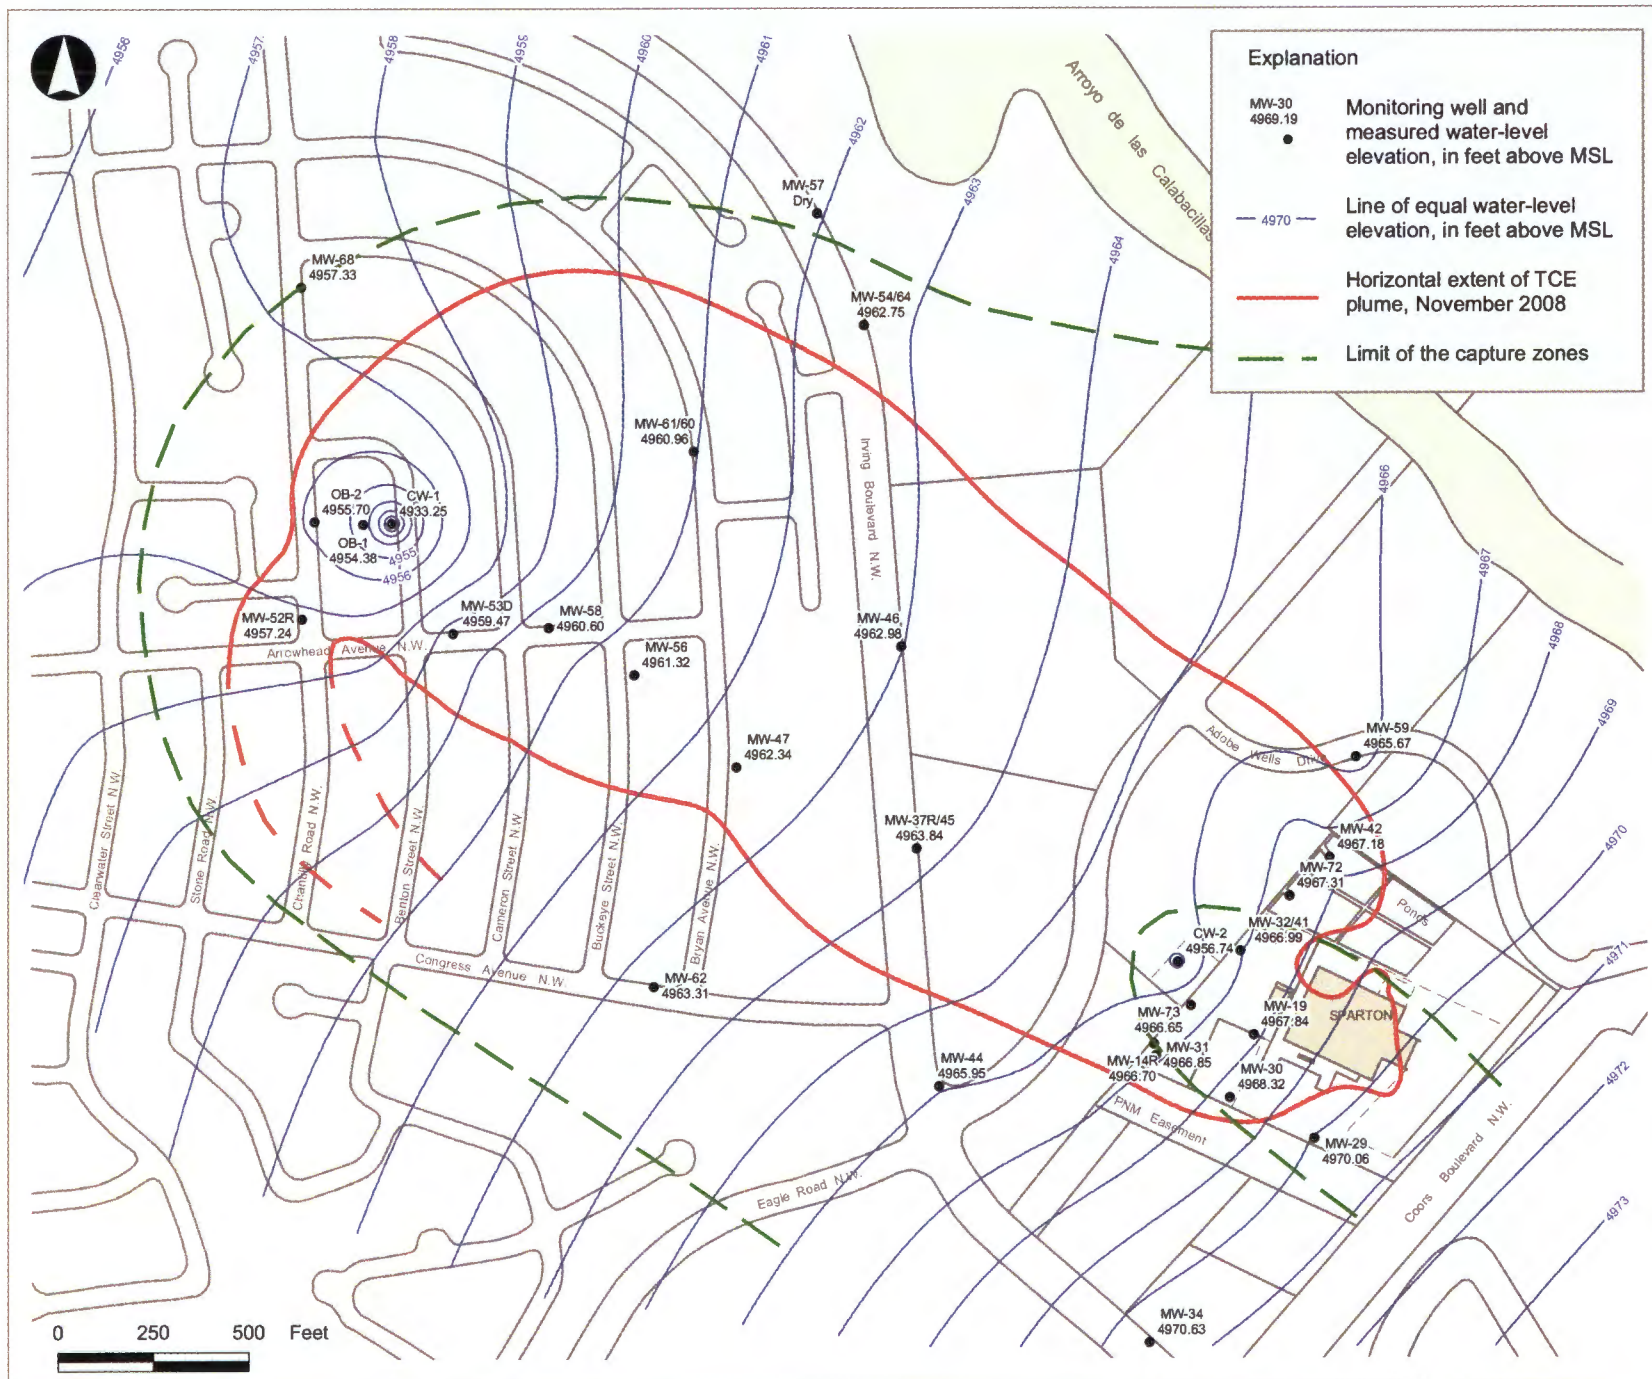 4958
4957
4958
4959
4960
4961
4962
4963
4964
4966
4967
4968
4969
4970
4971
4972
4973
Explanation
MW-30
4969.19
Monitoring well and
measured water-level
elevation, in feet above MSL
4970
Line of equal water-level
elevation, in feet above MSL
Horizontal extent of TCE
plume, November 2008
Limit of the capture zones
Arroyo de las Calabacillas
MW-57
Dry
MW-68
4957.33
MW-54/64
4962.75
MW-61/60
4960.96
Irving Boulevard N.W.
OB-2
4955.70
CW-1
4933.25
OB-1
4954.38
4955
4956
MW-52R
4957.24
MW-53D
4959.47
MW-58
4960.60
MW-56
4961.32
MW-46
4962.98
Arrowhead Avenue N.W.
MW-47
4962.34
MW-59
4965.67
Adobe Wells Drive
MW-37R/45
4963.84
MW-42
4967.18
MW-72
4967.31
Ponds
Clearwater Street N.W.
Stone Road N.W.
Chantilly Road N.W.
Benton Street N.W.
Cameron Street N.W.
Buckeye Street N.W.
Bryan Avenue N.W.
CW-2
4956.74
MW-32/41
4966.99
Congress Avenue N.W.
MW-62
4963.31
MW-73
4966.65
MW-19
4967.84
SPARTON
MW-31
4966.85
MW-14R
4966.70
MW-44
4965.95
MW-30
4968.32
PNM Easement
MW-29
4970.06
Coors Boulevard N.W.
Eagle Road N.W.
MW-34
4970.63
0 250 500 Feet